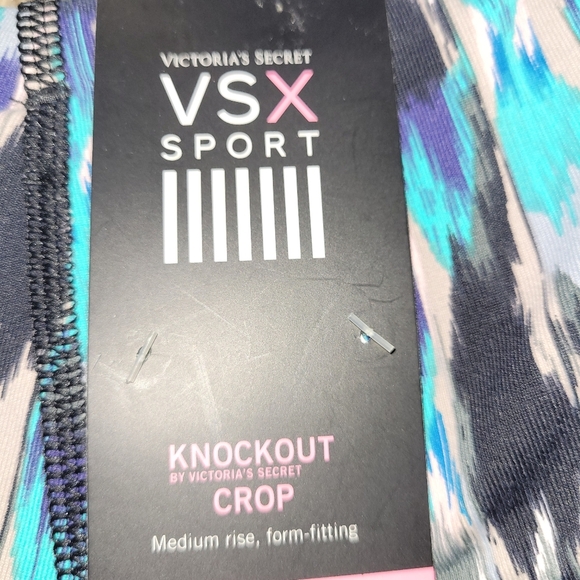 VICTORIA'S SECRET
VSX
SPORT
KNOCKOUT
BY VICTORIA'S SECRET
CROP
Medium rise, form-fitting